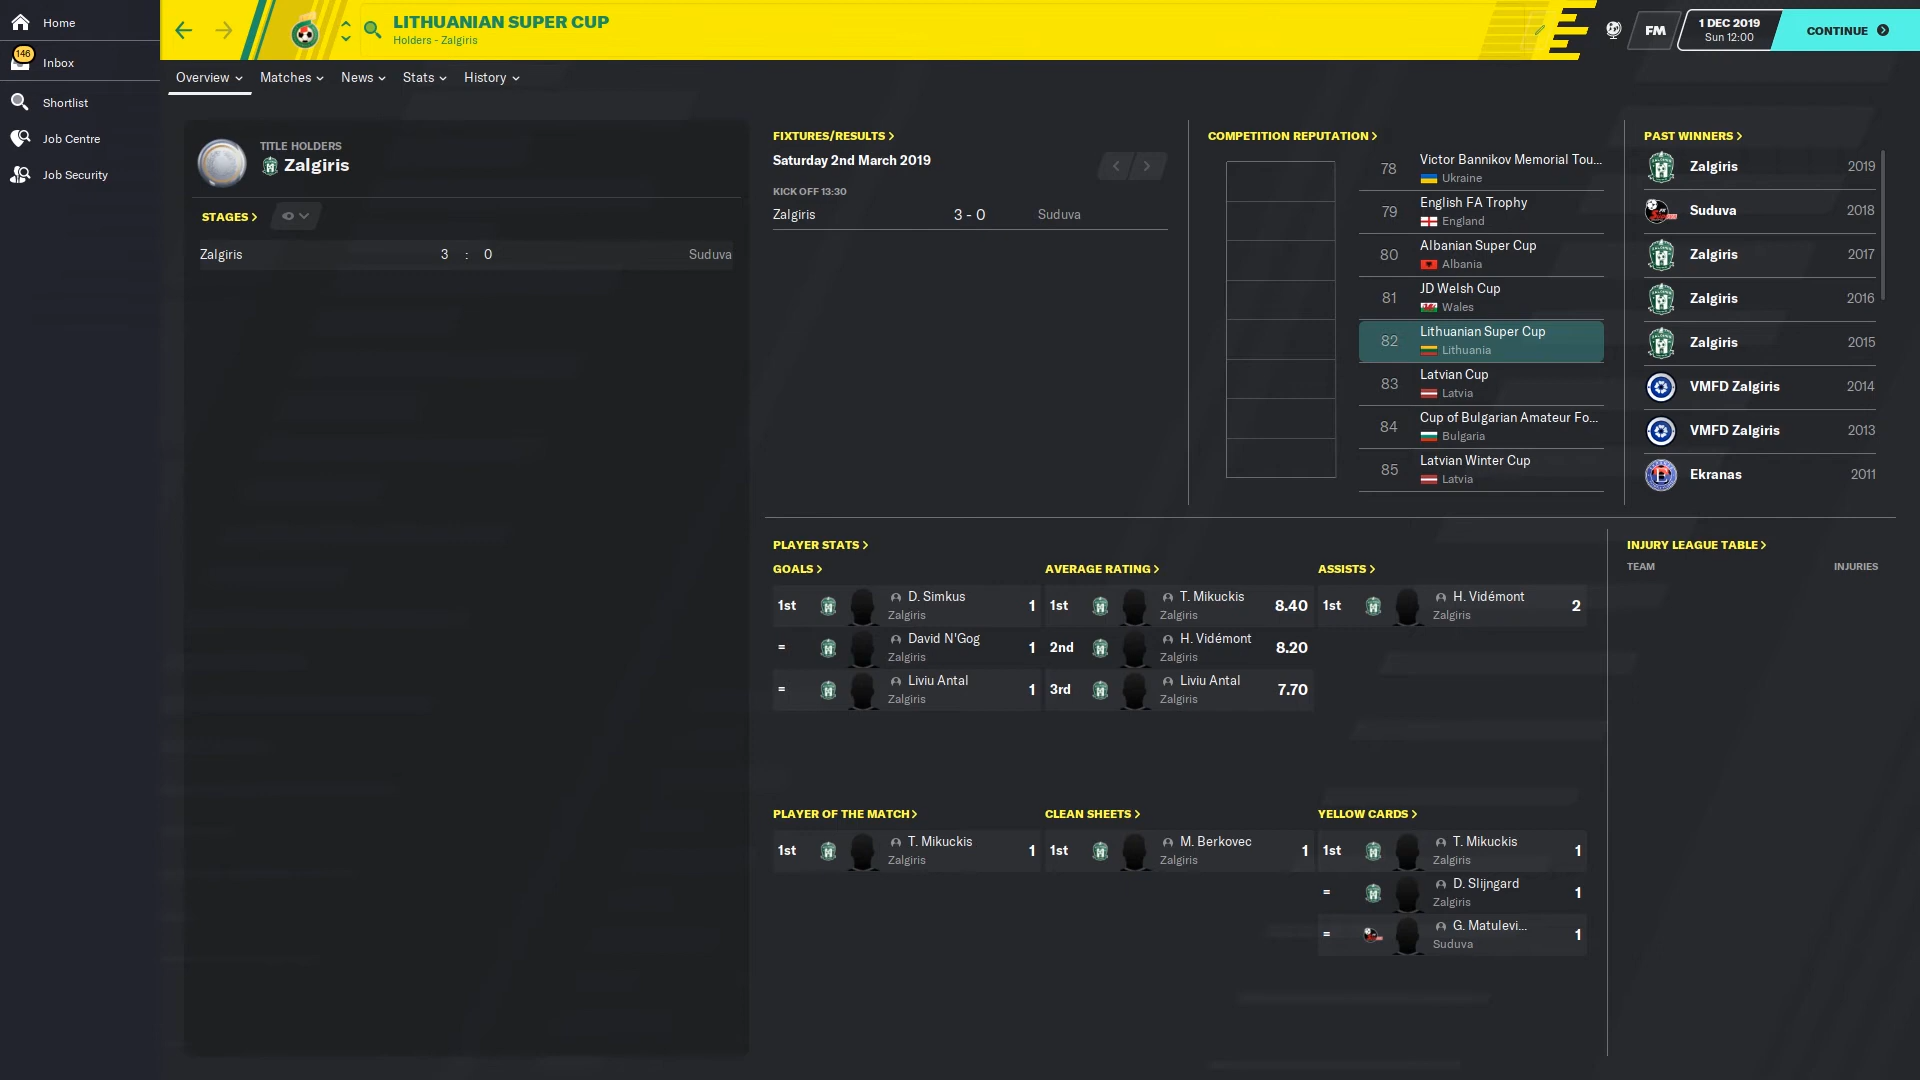 Home
146
Inbox
Shortlist
Job Centre
Job Security
LITHUANIAN SUPER CUP
Holders - Zalgiris
FM
1 DEC 2019
Sun 12:00
CONTINUE
Overview
Matches
News
Stats
History
TITLE HOLDERS
Zalgiris
STAGES
Zalgiris 3 : 0 Suduva
FIXTURES/RESULTS
Saturday 2nd March 2019
KICK OFF 13:30
Zalgiris 3 - 0 Suduva
COMPETITION REPUTATION
78 Victor Bannikov Memorial Tou...
Ukraine
79 English FA Trophy
England
80 Albanian Super Cup
Albania
81 JD Welsh Cup
Wales
82 Lithuanian Super Cup
Lithuania
83 Latvian Cup
Latvia
84 Cup of Bulgarian Amateur Fo...
Bulgaria
85 Latvian Winter Cup
Latvia
PAST WINNERS
Zalgiris 2019
Suduva 2018
Zalgiris 2017
Zalgiris 2016
Zalgiris 2015
VMFD Zalgiris 2014
VMFD Zalgiris 2013
Ekranas 2011
PLAYER STATS
GOALS
1st D. Simkus 1
Zalgiris
= David N'Gog 1
Zalgiris
= Liviu Antal 1
Zalgiris
AVERAGE RATING
1st T. Mikuckis 8.40
Zalgiris
2nd H. Vidémont 8.20
Zalgiris
3rd Liviu Antal 7.70
Zalgiris
ASSISTS
1st H. Vidémont 2
Zalgiris
INJURY LEAGUE TABLE
TEAM INJURIES
PLAYER OF THE MATCH
1st T. Mikuckis 1
Zalgiris
CLEAN SHEETS
1st M. Berkovec 1
Zalgiris
YELLOW CARDS
1st T. Mikuckis 1
Zalgiris
= D. Slijngard 1
Zalgiris
= G. Matulevi... 1
Suduva